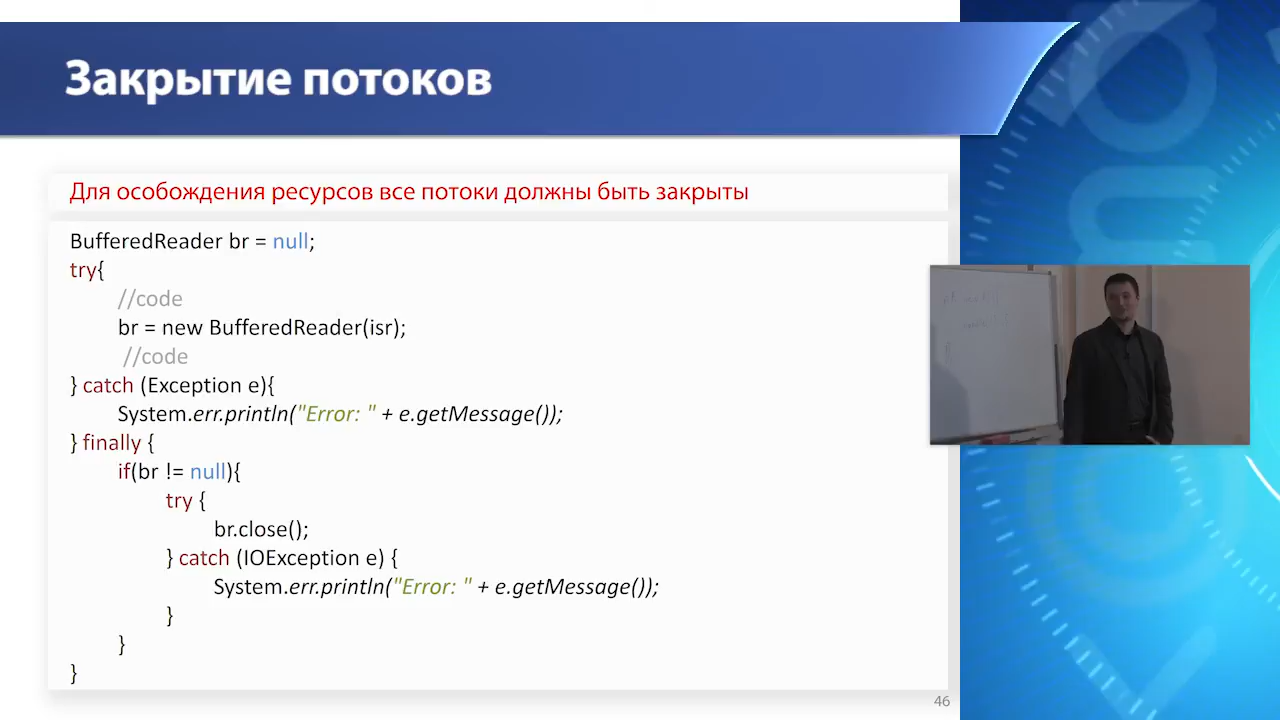 Закрытие потоков
Для особождения ресурсов все потоки должны быть закрыты
BufferedReader br = null;
try{
//code
br = new BufferedReader(isr);
//code
} catch (Exception e){
System.err.println("Error: " + e.getMessage());
} finally {
if(br != null){
try {
br.close();
} catch (IOException e) {
System.err.println("Error: " + e.getMessage());
}
}
}
46